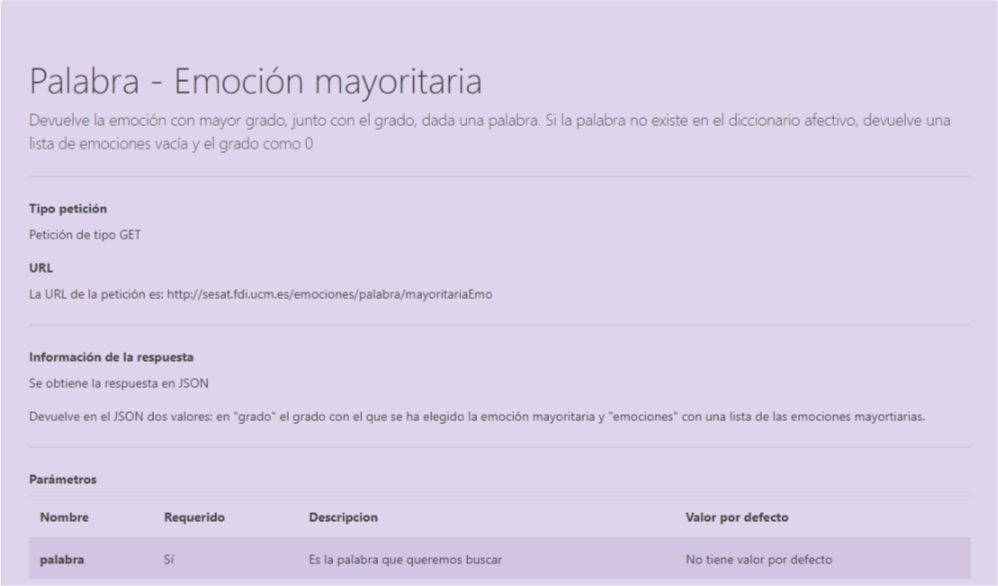 Palabra - Emoción mayoritaria
Devuelve la emoción con mayor grado, junto con el grado, dada una palabra. Si la palabra no existe en el diccionario afectivo, devuelve una
lista de emociones vacía y el grado como 0
Tipo petición
Petición de tipo GET
URL
La URL de la petición es: http://sesat.fdi.ucm.es/emociones/palabra/mayoritariaEmo
Información de la respuesta
Se obtiene la respuesta en JSON
Devuelve en el JSON dos valores: en "grado" el grado con el que se ha elegido la emoción mayoritaria y "emociones" con una lista de las emociones mayortiarias.
Parámetros
Nombre Requerido Descripcion Valor por defecto
palabra Sí Es la palabra que queremos buscar No tiene valor por defecto